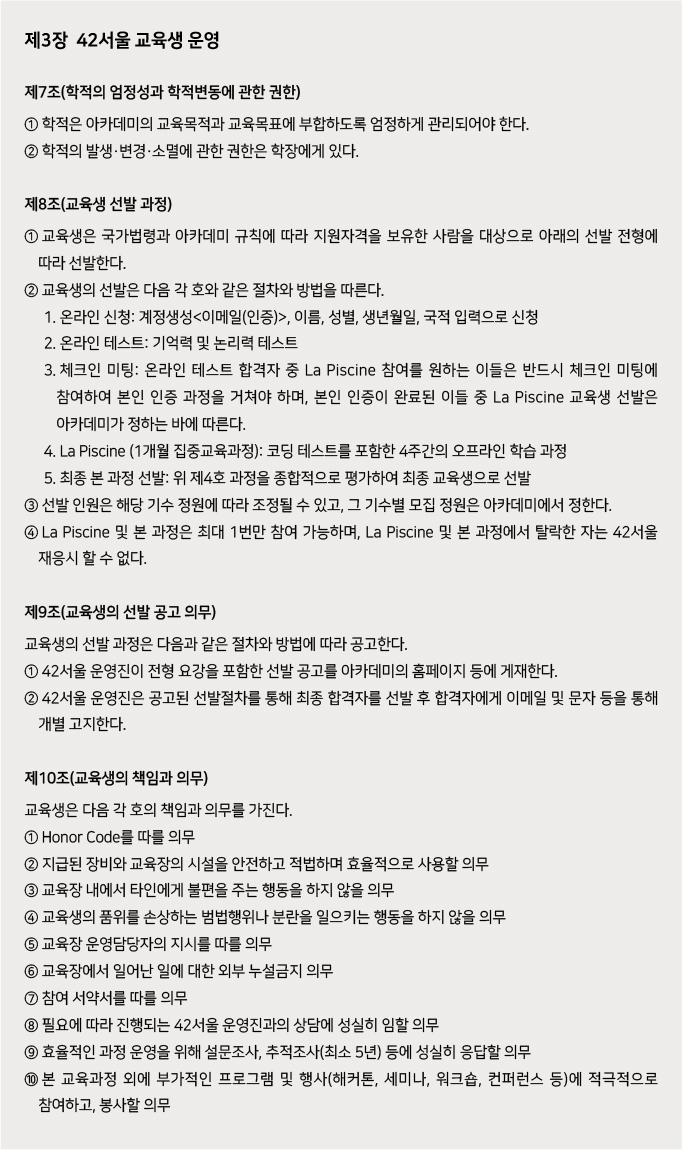 제3장  42서울 교육생 운영
제7조(학적의 엄정성과 학적변동에 관한 권한)
① 학적은 아카데미의 교육목적과 교육목표에 부합하도록 엄정하게 관리되어야 한다.
② 학적의 발생·변경·소멸에 관한 권한은 학장에게 있다.
제8조(교육생 선발 과정)
① 교육생은 국가법령과 아카데미 규칙에 따라 지원자격을 보유한 사람을 대상으로 아래의 선발 전형에
따라 선발한다.
② 교육생의 선발은 다음 각 호와 같은 절차와 방법을 따른다.
1. 온라인 신청: 계정생성<이메일(인증)>, 이름, 성별, 생년월일, 국적 입력으로 신청
2. 온라인 테스트: 기억력 및 논리력 테스트
3. 체크인 미팅: 온라인 테스트 합격자 중 La Piscine 참여를 원하는 이들은 반드시 체크인 미팅에
참여하여 본인 인증 과정을 거쳐야 하며, 본인 인증이 완료된 이들 중 La Piscine 교육생 선발은
아카데미가 정하는 바에 따른다.
4. La Piscine (1개월 집중교육과정): 코딩 테스트를 포함한 4주간의 오프라인 학습 과정
5. 최종 본 과정 선발: 위 제4호 과정을 종합적으로 평가하여 최종 교육생으로 선발
③ 선발 인원은 해당 기수 정원에 따라 조정될 수 있고, 그 기수별 모집 정원은 아카데미에서 정한다.
④ La Piscine 및 본 과정은 최대 1번만 참여 가능하며, La Piscine 및 본 과정에서 탈락한 자는 42서울
재응시 할 수 없다.
제9조(교육생의 선발 공고 의무)
교육생의 선발 과정은 다음과 같은 절차와 방법에 따라 공고한다.
① 42서울 운영진이 전형 요강을 포함한 선발 공고를 아카데미의 홈페이지 등에 게재한다.
② 42서울 운영진은 공고된 선발절차를 통해 최종 합격자를 선발 후 합격자에게 이메일 및 문자 등을 통해
개별 고지한다.
제10조(교육생의 책임과 의무)
교육생은 다음 각 호의 책임과 의무를 가진다.
① Honor Code를 따를 의무
② 지급된 장비와 교육장의 시설을 안전하고 적법하며 효율적으로 사용할 의무
③ 교육장 내에서 타인에게 불편을 주는 행동을 하지 않을 의무
④ 교육생의 품위를 손상하는 범법행위나 분란을 일으키는 행동을 하지 않을 의무
⑤ 교육장 운영담당자의 지시를 따를 의무
⑥ 교육장에서 일어난 일에 대한 외부 누설금지 의무
⑦ 참여 서약서를 따를 의무
⑧ 필요에 따라 진행되는 42서울 운영진과의 상담에 성실히 임할 의무
⑨ 효율적인 과정 운영을 위해 설문조사, 추적조사(최소 5년) 등에 성실히 응답할 의무
⑩ 본 교육과정 외에 부가적인 프로그램 및 행사(해커톤, 세미나, 워크숍, 컨퍼런스 등)에 적극적으로
참여하고, 봉사할 의무